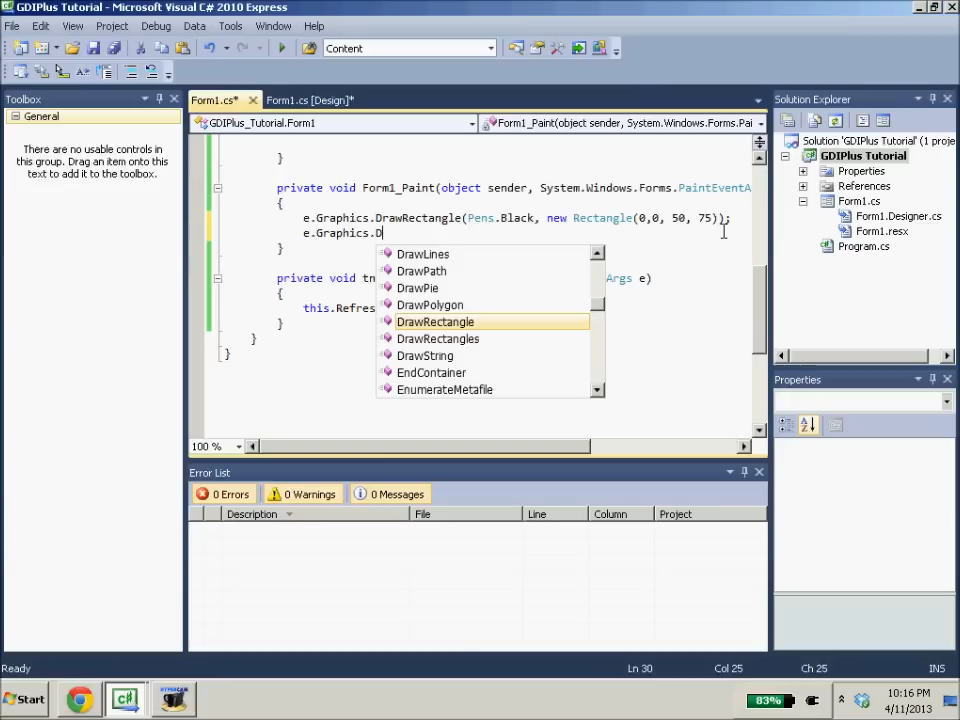 GDIPlus Tutorial - Microsoft Visual C# 2010 Express
File Edit View Project Debug Data Tools Window Help
Content
Toolbox
General
There are no usable controls in
this group. Drag an item onto this
text to add it to the toolbox.
Form1.cs*
Form1.cs [Design]*
GDIPlus_Tutorial.Form1
Form1_Paint(object sender, System.Windows.Forms.Pai
}
private void Form1_Paint(object sender, System.Windows.Forms.PaintEventA
{
e.Graphics.DrawRectangle(Pens.Black, new Rectangle(0,0, 50, 75));
e.Graphics.D
}
private void tm
Args e)
{
this.Refres
}
}
}
DrawLines
DrawPath
DrawPie
DrawPolygon
DrawRectangle
DrawRectangles
DrawString
EndContainer
EnumerateMetafile
100 %
Error List
0 Errors
0 Warnings
0 Messages
Description File Line Column Project
Solution Explorer
Solution 'GDIPlus Tutorial' (1 proje
GDIPlus Tutorial
Properties
References
Form1.cs
Form1.Designer.cs
Form1.resx
Program.cs
Properties
Ready
Ln 30 Col 25 Ch 25 INS
Start
HYPERCAM
83%
10:16 PM
4/11/2013